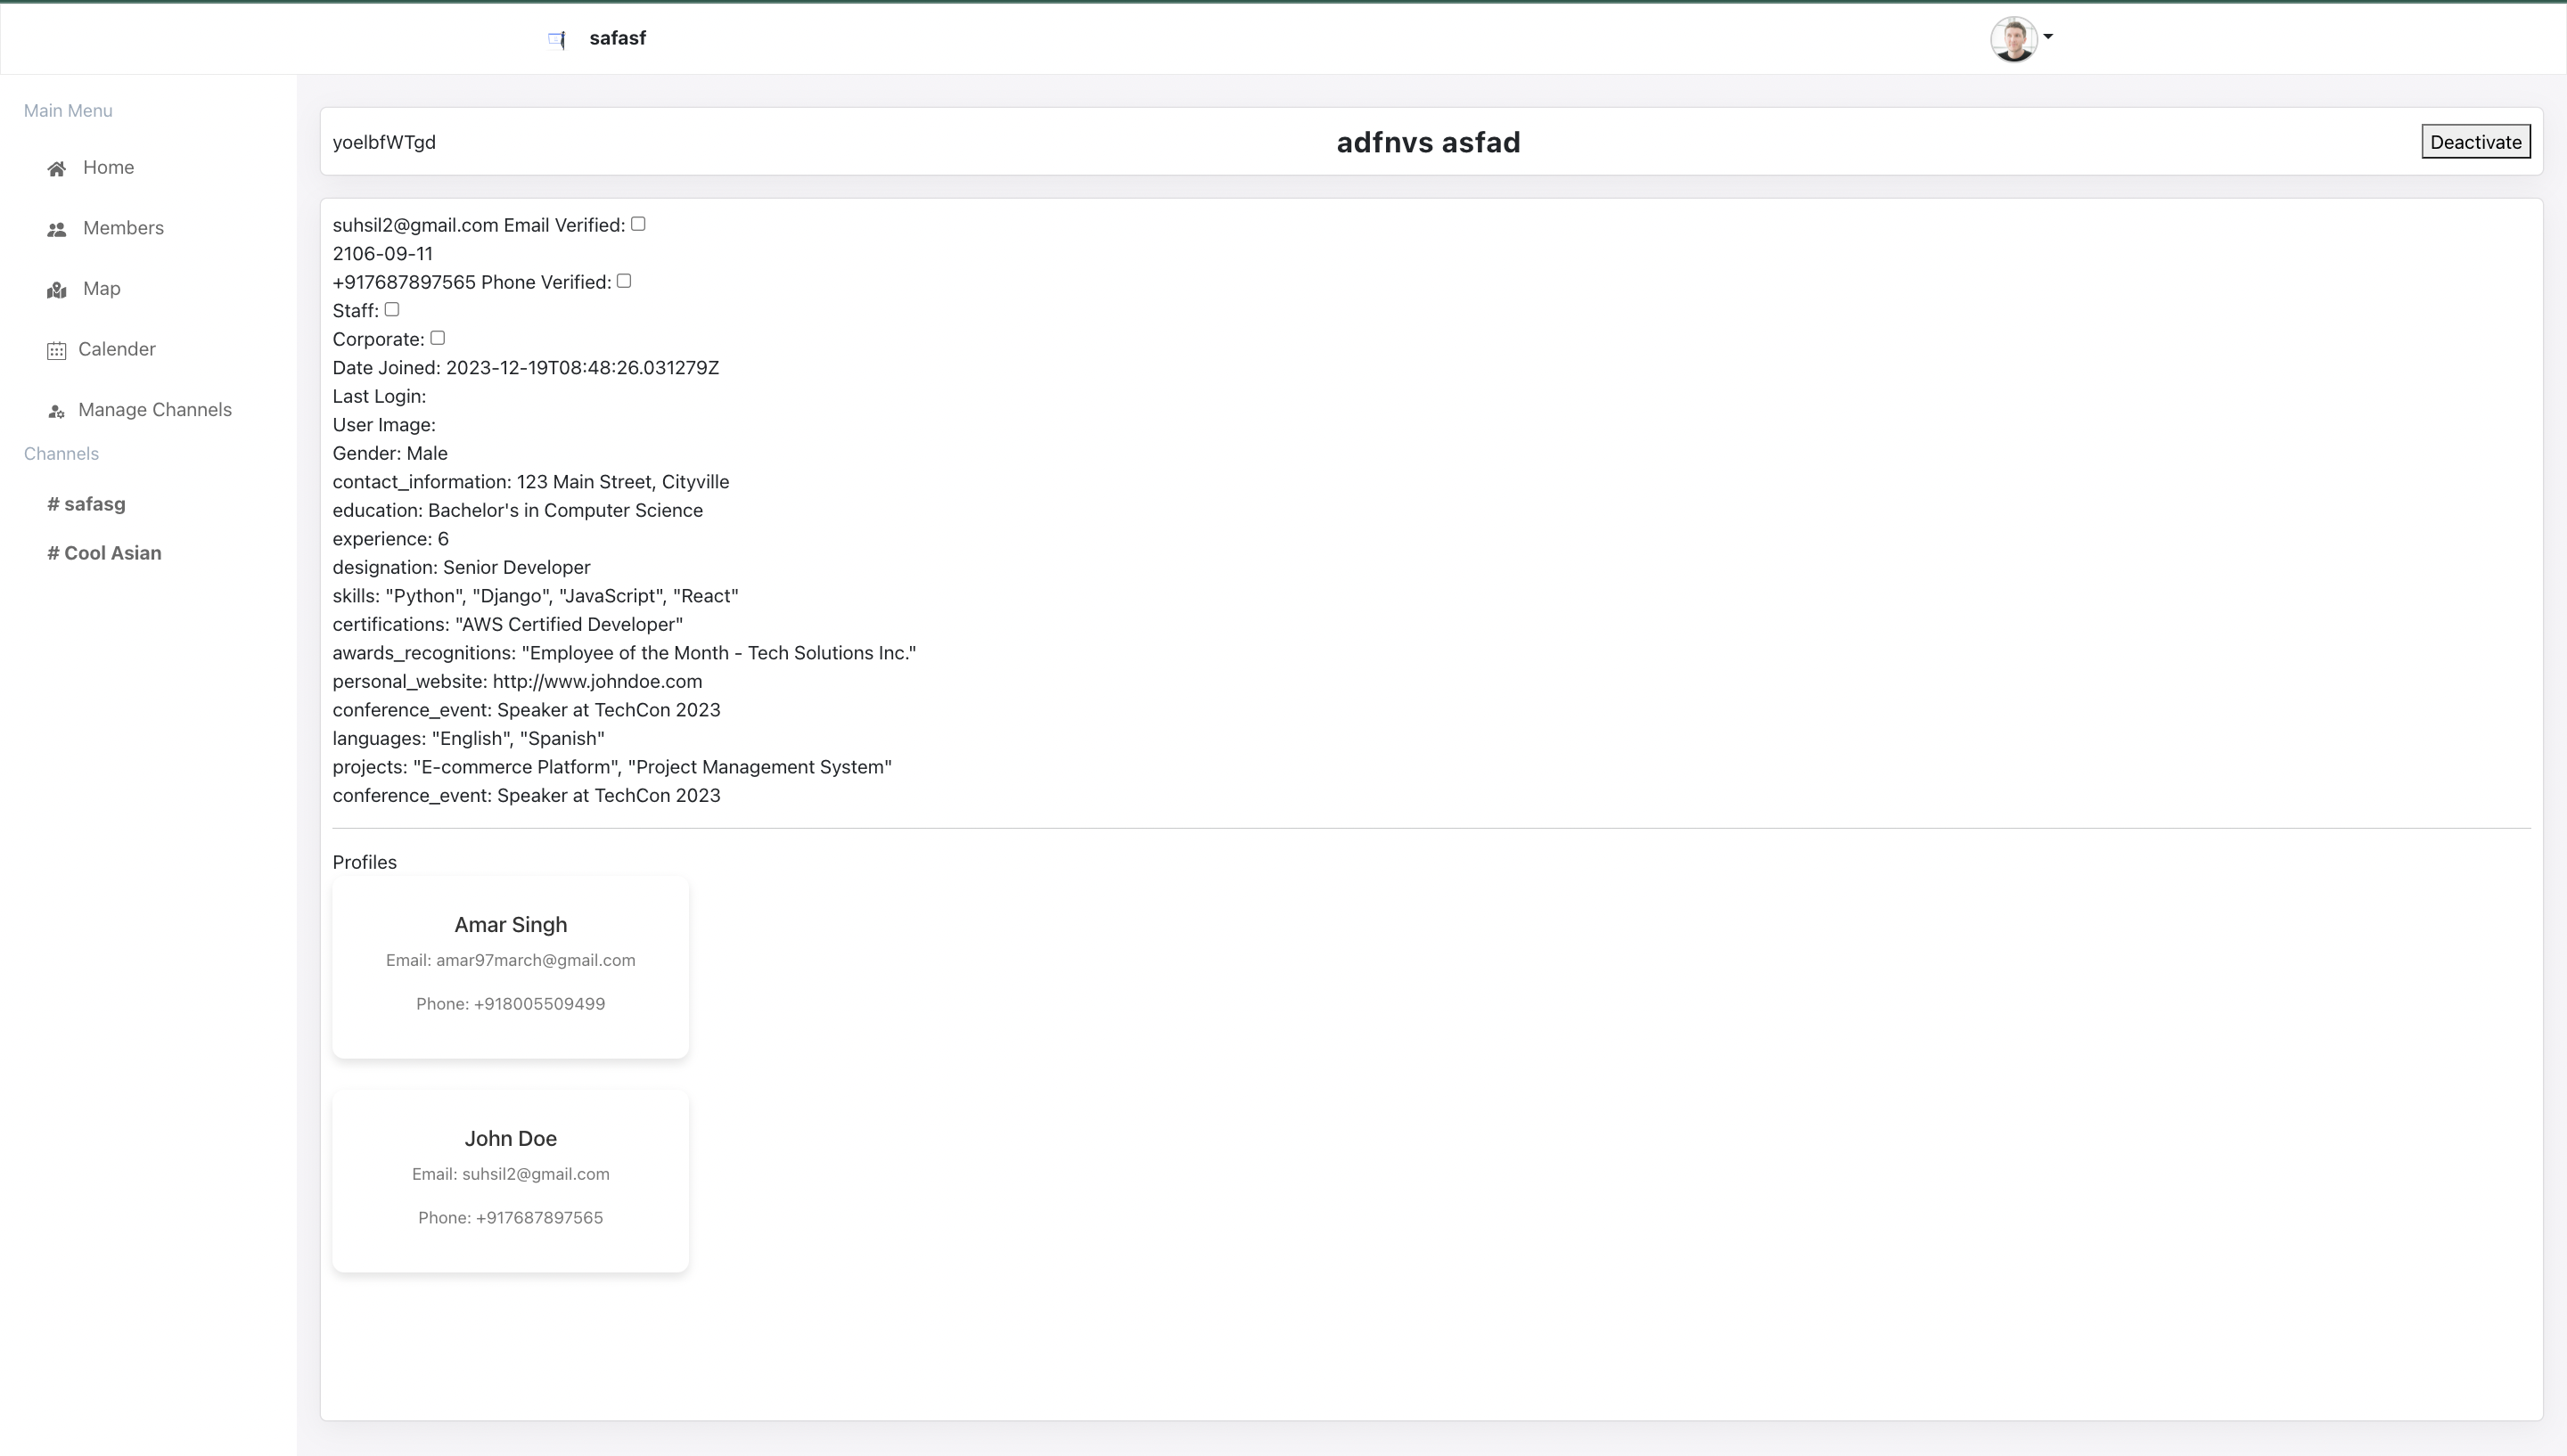 safasf
Main Menu
Home
Members
Map
Calender
Manage Channels
Channels
# safasg
# Cool Asian
yoelbfWTgd
adfnvs asfad
Deactivate
suhsil2@gmail.com Email Verified:
2106-09-11
+917687897565 Phone Verified:
Staff:
Corporate:
Date Joined: 2023-12-19T08:48:26.031279Z
Last Login:
User Image:
Gender: Male
contact_information: 123 Main Street, Cityville
education: Bachelor's in Computer Science
experience: 6
designation: Senior Developer
skills: "Python", "Django", "JavaScript", "React"
certifications: "AWS Certified Developer"
awards_recognitions: "Employee of the Month - Tech Solutions Inc."
personal_website: http://www.johndoe.com
conference_event: Speaker at TechCon 2023
languages: "English", "Spanish"
projects: "E-commerce Platform", "Project Management System"
conference_event: Speaker at TechCon 2023
Profiles
Amar Singh
Email: amar97march@gmail.com
Phone: +918005509499
John Doe
Email: suhsil2@gmail.com
Phone: +917687897565